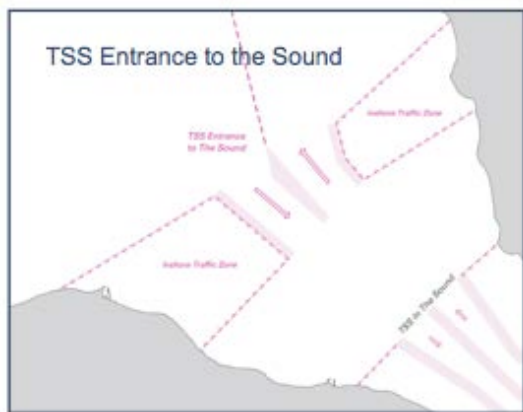 TSS Entrance to the Sound
Inshore Traffic Zone
TSS Entrance
to The Sound
Inshore Traffic Zone
TSS In The Sound